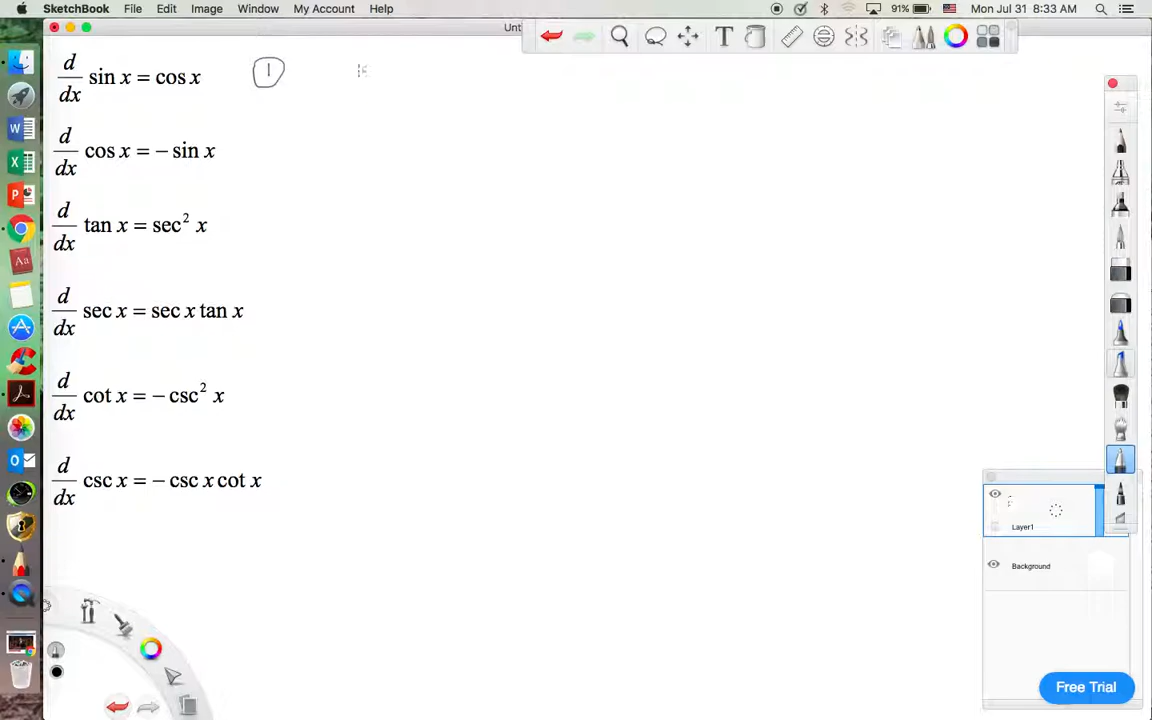 SketchBook File Edit Image Window My Account Help 91% Mon Jul 31 8:33 AM
Unt
d/dx sin x = cos x ①
d/dx cos x = − sin x
d/dx tan x = sec² x
d/dx sec x = sec x tan x
d/dx cot x = − csc² x
d/dx csc x = − csc x cot x
Layer1
Background
Free Trial